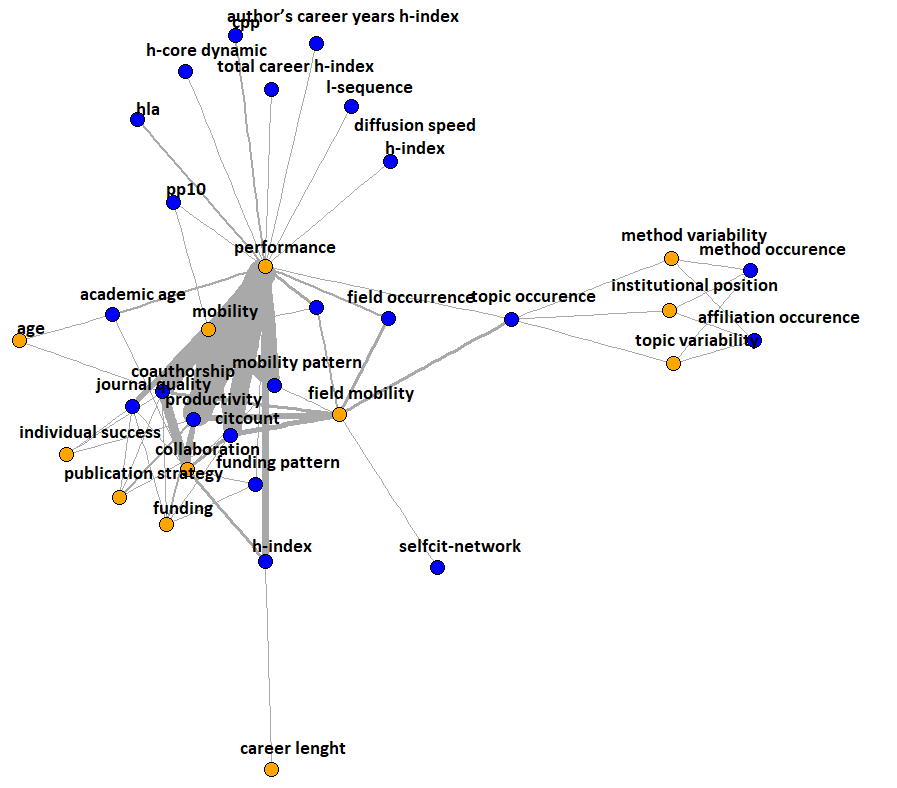 author’s career years h-index
cpp
h-core dynamic
total career h-index
l-sequence
hla
diffusion speed
h-index
pp10
performance
method variability
method occurence
institutional position
academic age
field occurrence
topic occurence
mobility
affiliation occurence
age
topic variability
mobility pattern
coauthorship
journal quality
field mobility
productivity
citcount
individual success
collaboration
funding pattern
publication strategy
funding
h-index
selfcit-network
career lenght